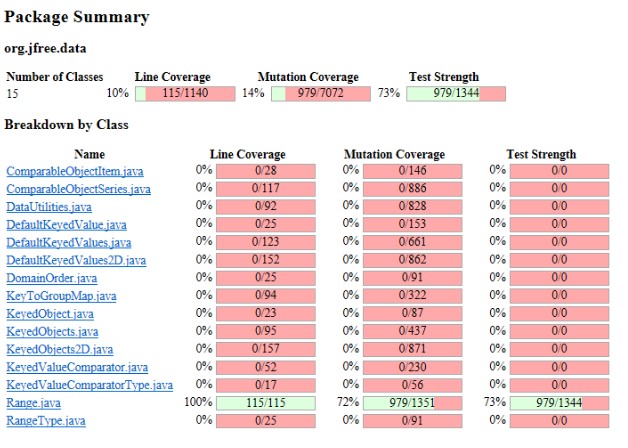 Package Summary
org.jfree.data
Number of Classes Line Coverage Mutation Coverage Test Strength
15 10% 115/1140 14% 979/7072 73% 979/1344
Breakdown by Class
Name Line Coverage Mutation Coverage Test Strength
ComparableObjectItem.java 0% 0/28 0% 0/146 0% 0/0
ComparableObjectSeries.java 0% 0/117 0% 0/886 0% 0/0
DataUtilities.java 0% 0/92 0% 0/828 0% 0/0
DefaultKeyedValue.java 0% 0/25 0% 0/153 0% 0/0
DefaultKeyedValues.java 0% 0/123 0% 0/661 0% 0/0
DefaultKeyedValues2D.java 0% 0/152 0% 0/862 0% 0/0
DomainOrder.java 0% 0/25 0% 0/91 0% 0/0
KeyToGroupMap.java 0% 0/94 0% 0/322 0% 0/0
KeyedObject.java 0% 0/23 0% 0/87 0% 0/0
KeyedObjects.java 0% 0/95 0% 0/437 0% 0/0
KeyedObjects2D.java 0% 0/157 0% 0/871 0% 0/0
KeyedValueComparator.java 0% 0/52 0% 0/230 0% 0/0
KeyedValueComparatorType.java 0% 0/17 0% 0/56 0% 0/0
Range.java 100% 115/115 72% 979/1351 73% 979/1344
RangeType.java 0% 0/25 0% 0/91 0% 0/0